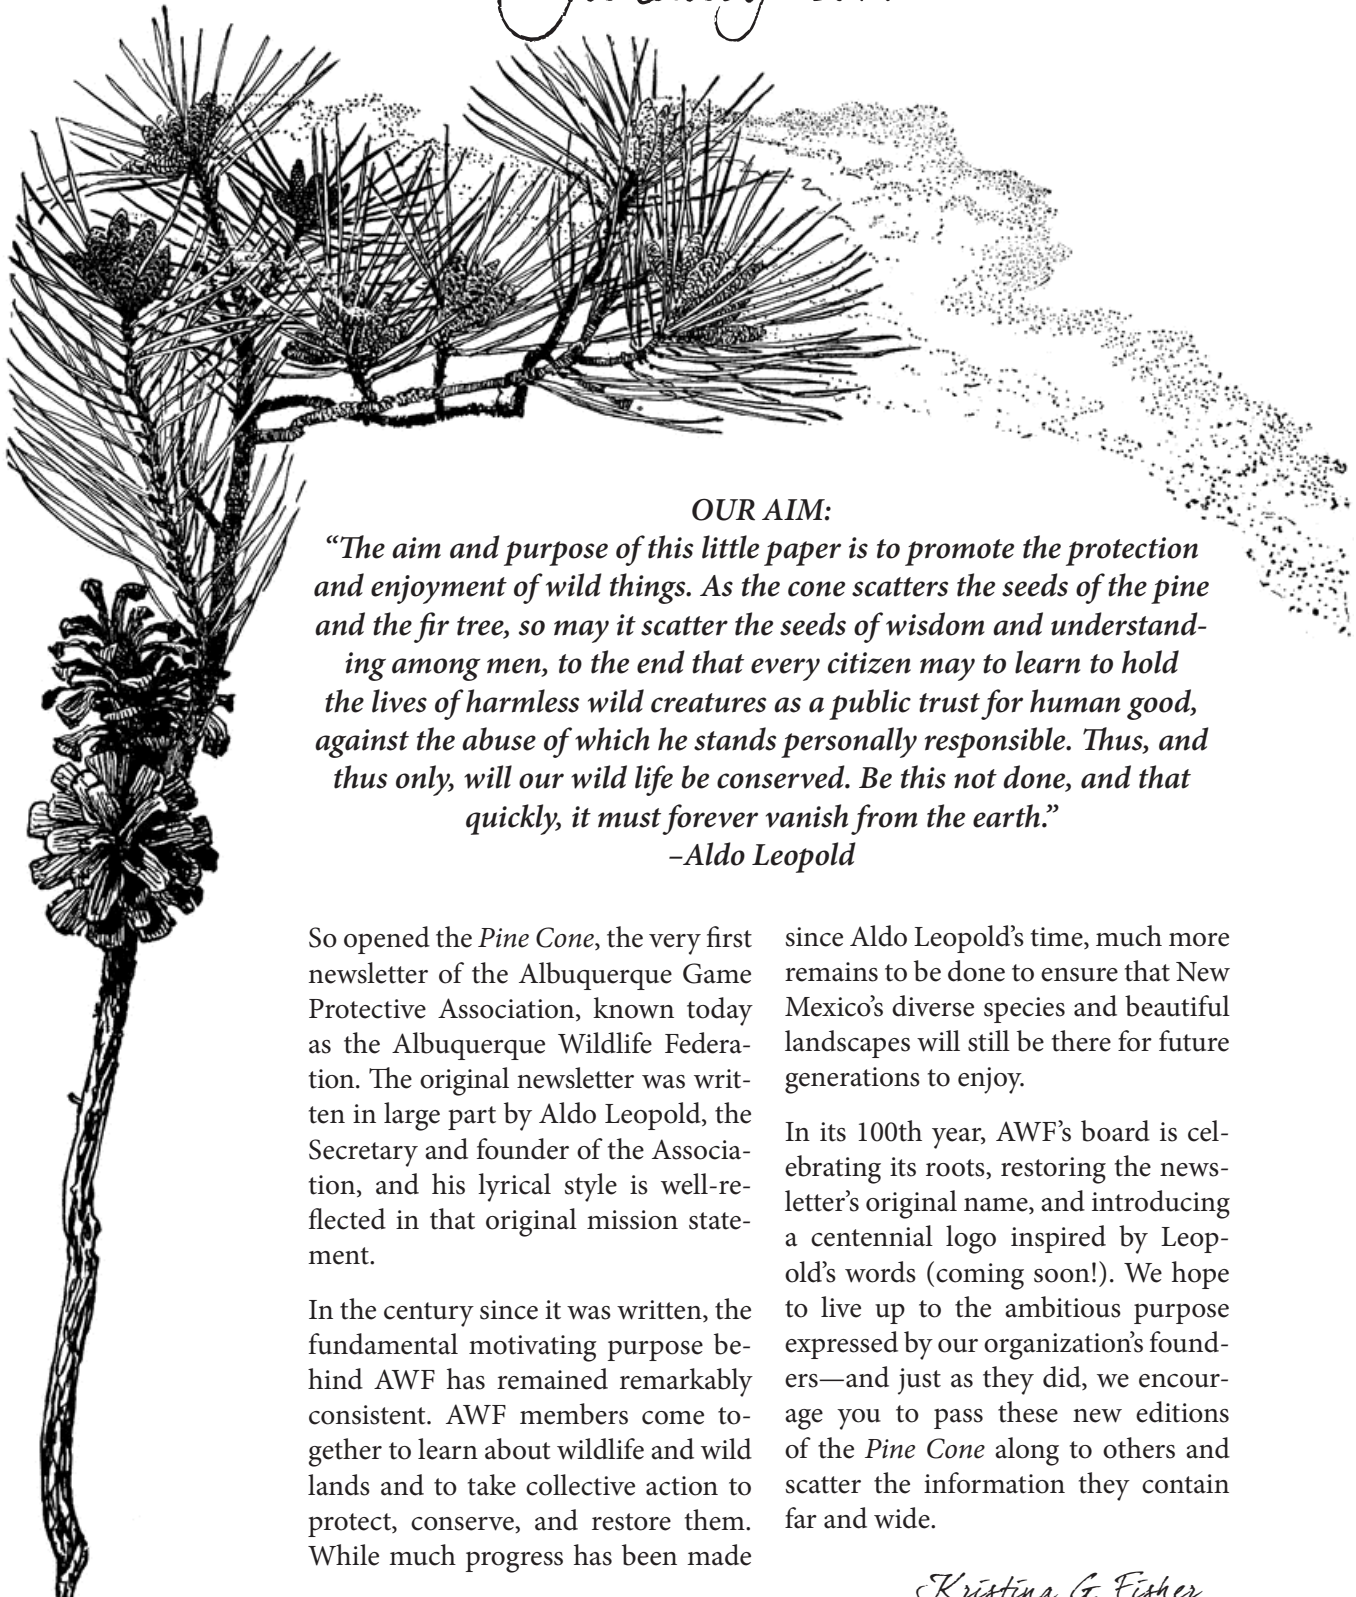 OUR AIM:
“The aim and purpose of this little paper is to promote the protection
and enjoyment of wild things. As the cone scatters the seeds of the pine
and the fir tree, so may it scatter the seeds of wisdom and understand-
ing among men, to the end that every citizen may to learn to hold
the lives of harmless wild creatures as a public trust for human good,
against the abuse of which he stands personally responsible. Thus, and
thus only, will our wild life be conserved. Be this not done, and that
quickly, it must forever vanish from the earth.”
–Aldo Leopold
So opened the Pine Cone, the very first
newsletter of the Albuquerque Game
Protective Association, known today
as the Albuquerque Wildlife Federa-
tion. The original newsletter was writ-
ten in large part by Aldo Leopold, the
Secretary and founder of the Associa-
tion, and his lyrical style is well-re-
flected in that original mission state-
ment.
In the century since it was written, the
fundamental motivating purpose be-
hind AWF has remained remarkably
consistent. AWF members come to-
gether to learn about wildlife and wild
lands and to take collective action to
protect, conserve, and restore them.
While much progress has been made
since Aldo Leopold’s time, much more
remains to be done to ensure that New
Mexico’s diverse species and beautiful
landscapes will still be there for future
generations to enjoy.
In its 100th year, AWF’s board is cel-
ebrating its roots, restoring the news-
letter’s original name, and introducing
a centennial logo inspired by Leop-
old’s words (coming soon!). We hope
to live up to the ambitious purpose
expressed by our organization’s found-
ers—and just as they did, we encour-
age you to pass these new editions
of the Pine Cone along to others and
scatter the information they contain
far and wide.
Kristina G. Fisher